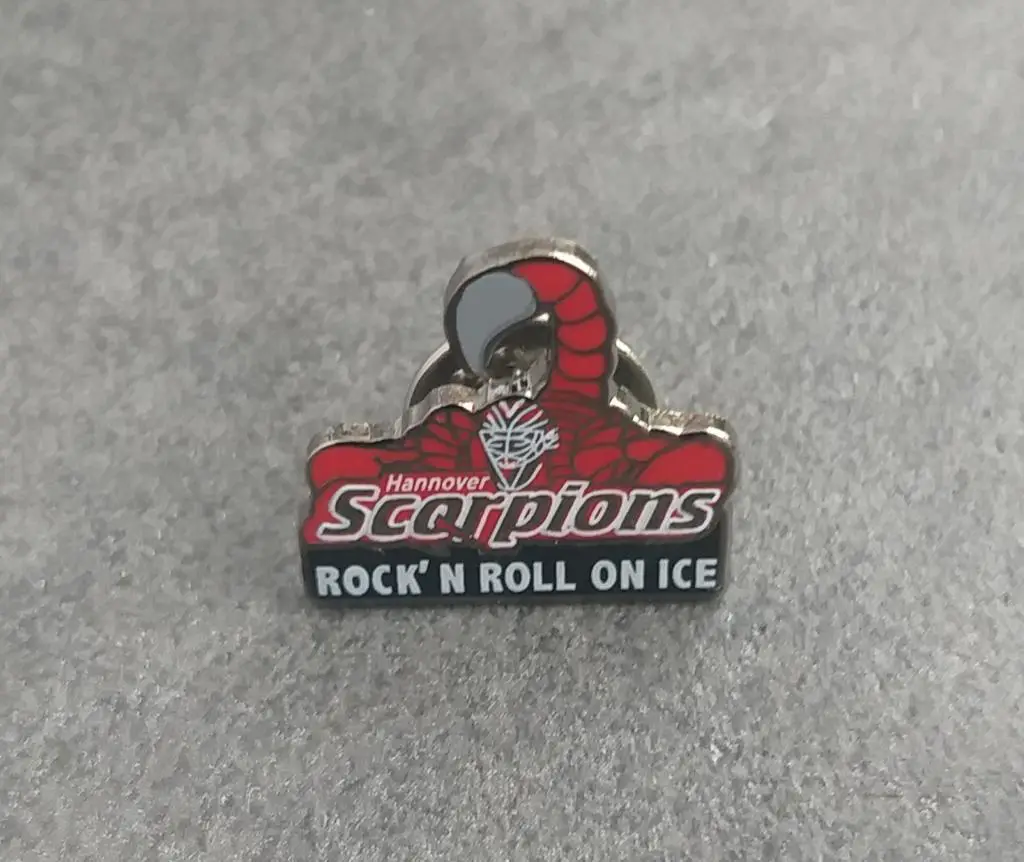 Hannover
Scorpions
ROCK' N ROLL ON ICE